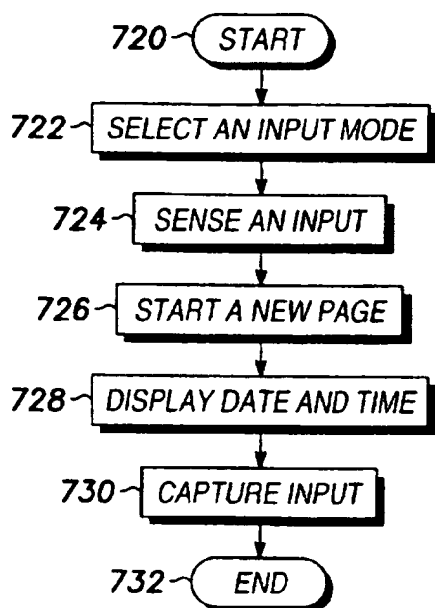 720 START
722 SELECT AN INPUT MODE
724 SENSE AN INPUT
726 START A NEW PAGE
728 DISPLAY DATE AND TIME
730 CAPTURE INPUT
732 END